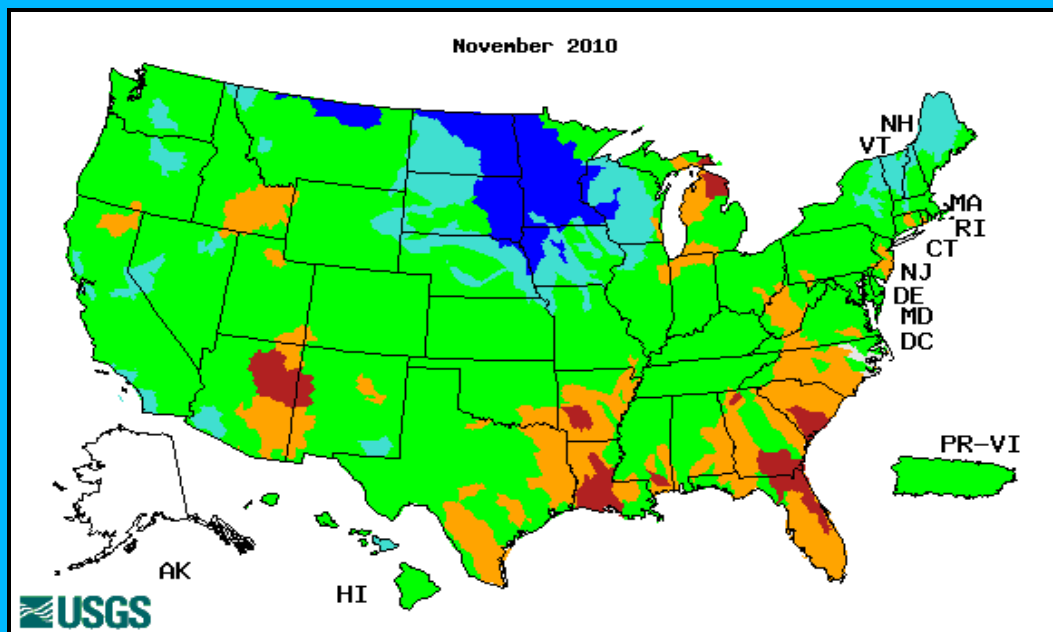 November 2010
NH
VT
MA
RI
CT
NJ
DE
MD
DC
PR-VI
AK
HI
USGS